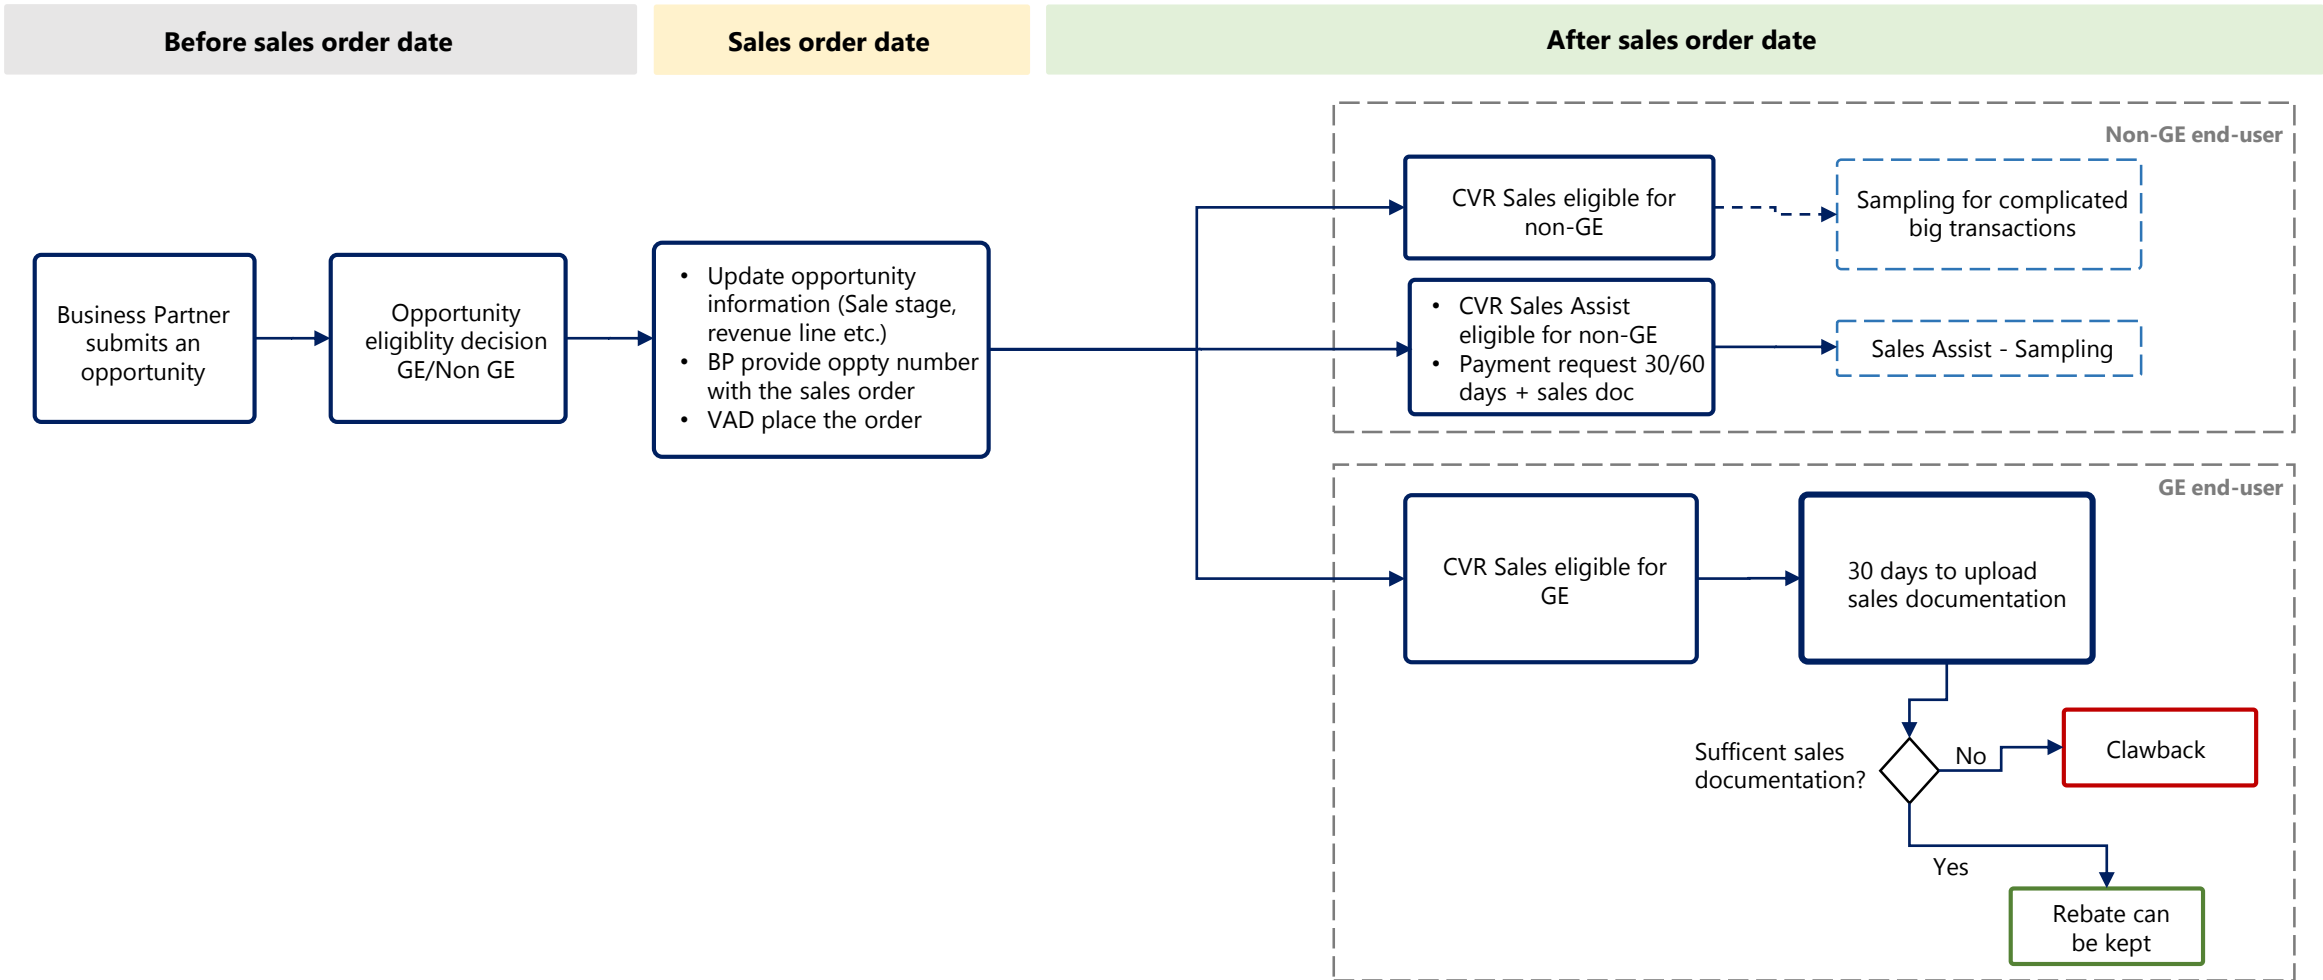 Before sales order date
Sales order date
After sales order date
Business Partner
submits an
opportunity
Opportunity
eligiblity decision
GE/Non GE
• Update opportunity
information (Sale stage,
revenue line etc.)
• BP provide oppty number
with the sales order
• VAD place the order
Non-GE end-user
CVR Sales eligible for
non-GE
Sampling for complicated
big transactions
• CVR Sales Assist
eligible for non-GE
• Payment request 30/60
days + sales doc
Sales Assist - Sampling
GE end-user
CVR Sales eligible for
GE
30 days to upload
sales documentation
Sufficent sales
documentation?
No
Clawback
Yes
Rebate can
be kept